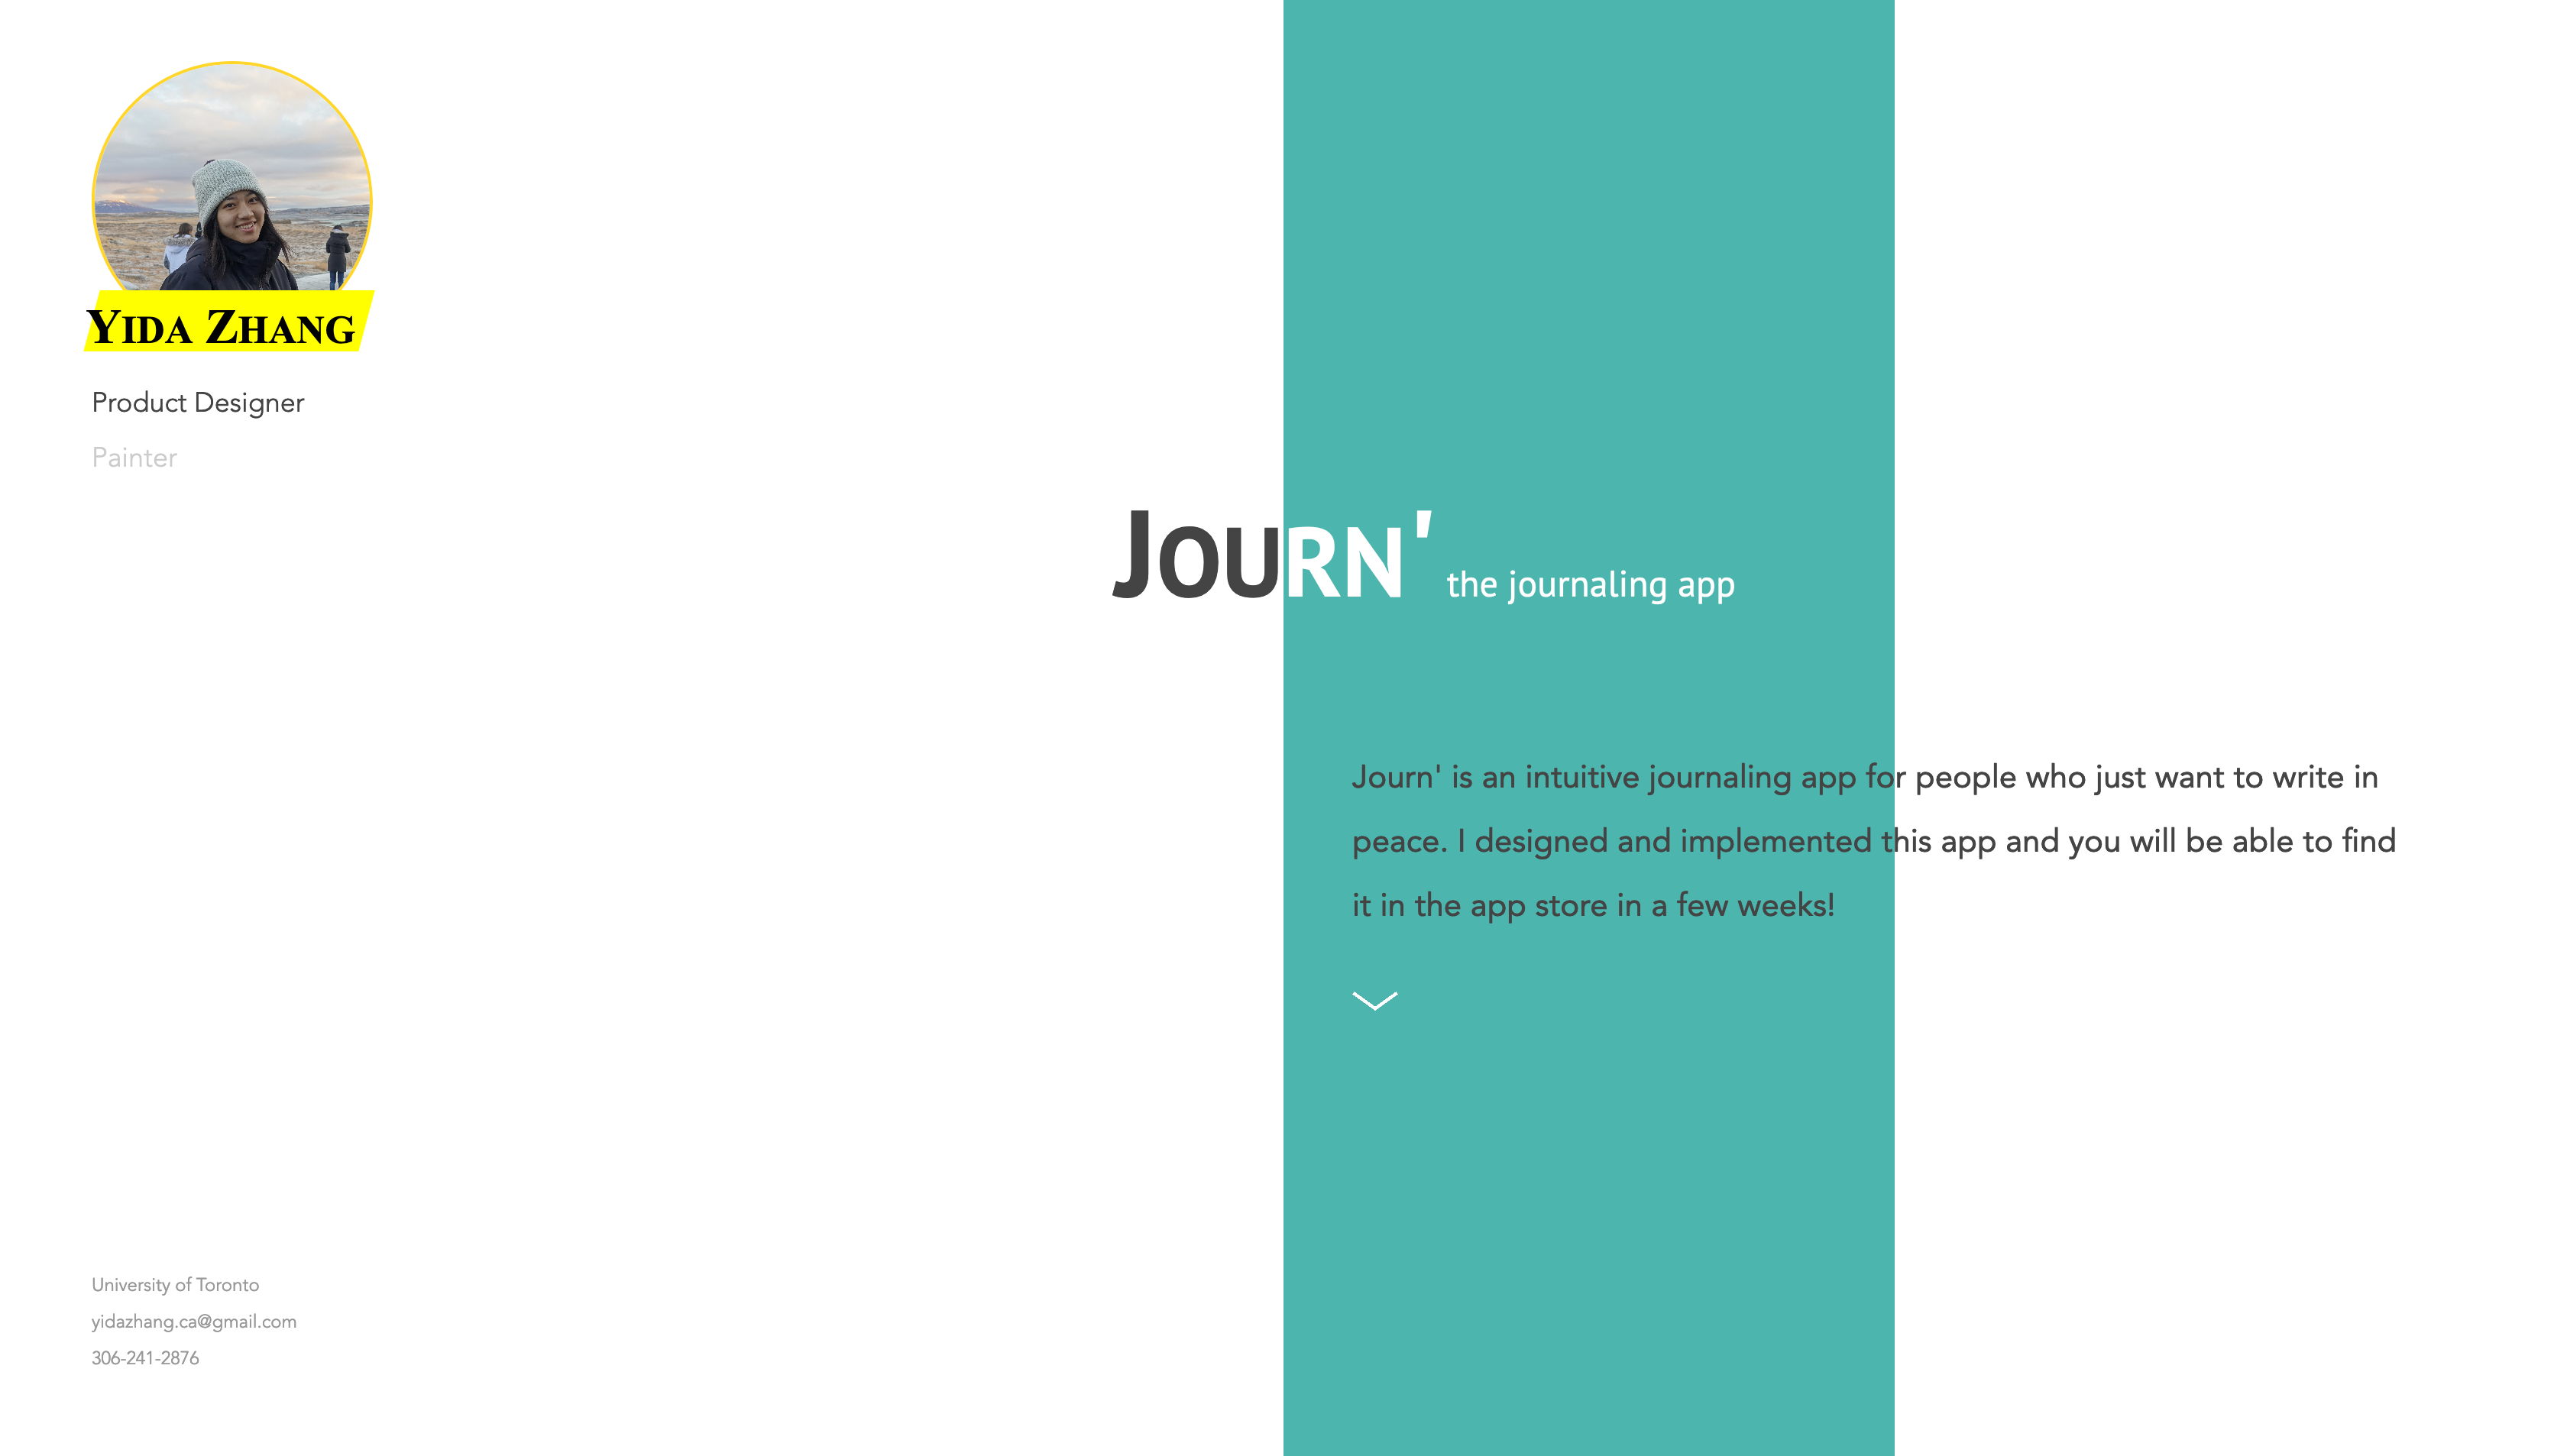 Yida Zhang
Product Designer
Painter
Journ' the journaling app
Journ' is an intuitive journaling app for people who just want to write in
peace. I designed and implemented this app and you will be able to find
it in the app store in a few weeks!
University of Toronto
yidazhang.ca@gmail.com
306-241-2876